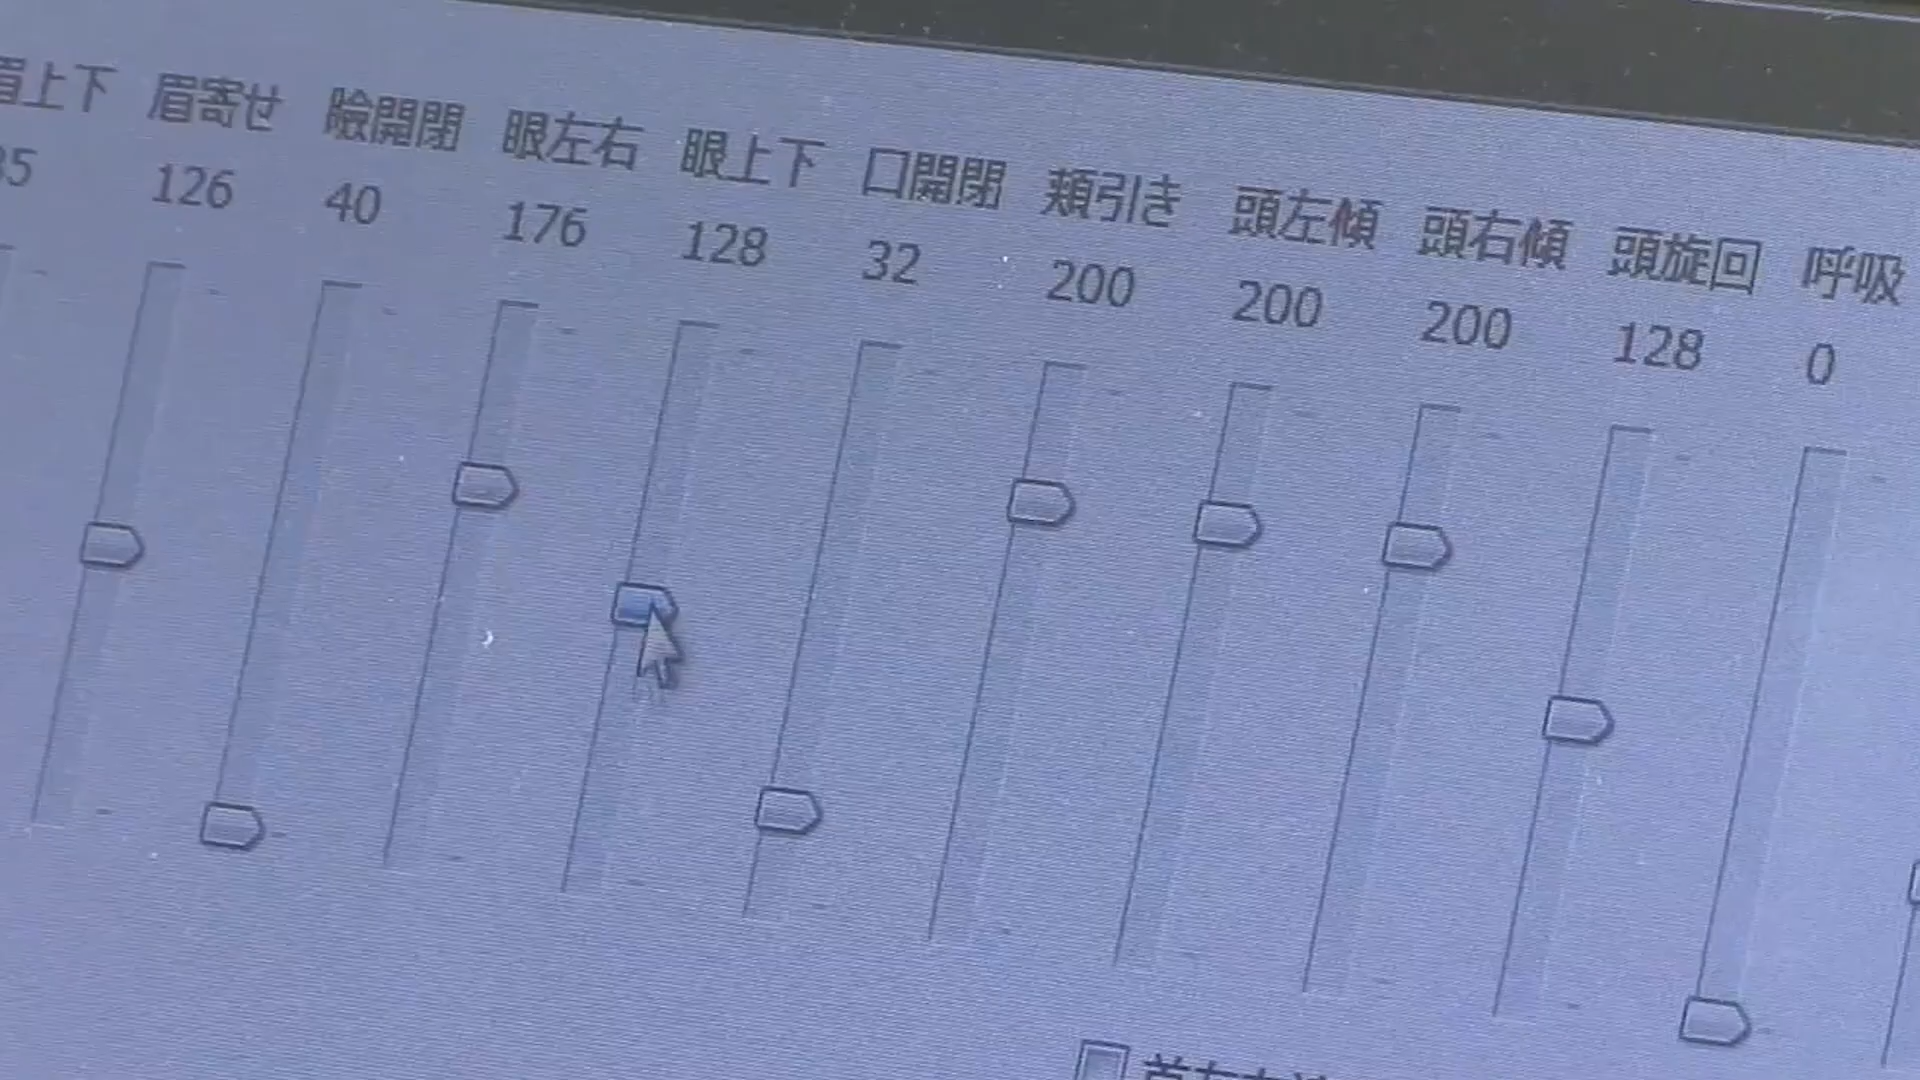 眉上下 眉寄せ 瞼開閉 眼左右 眼上下 口開閉 頬引き 頭左傾 頭右傾 頭旋回 呼吸
35 126 40 176 128 32 200 200 200 128 0